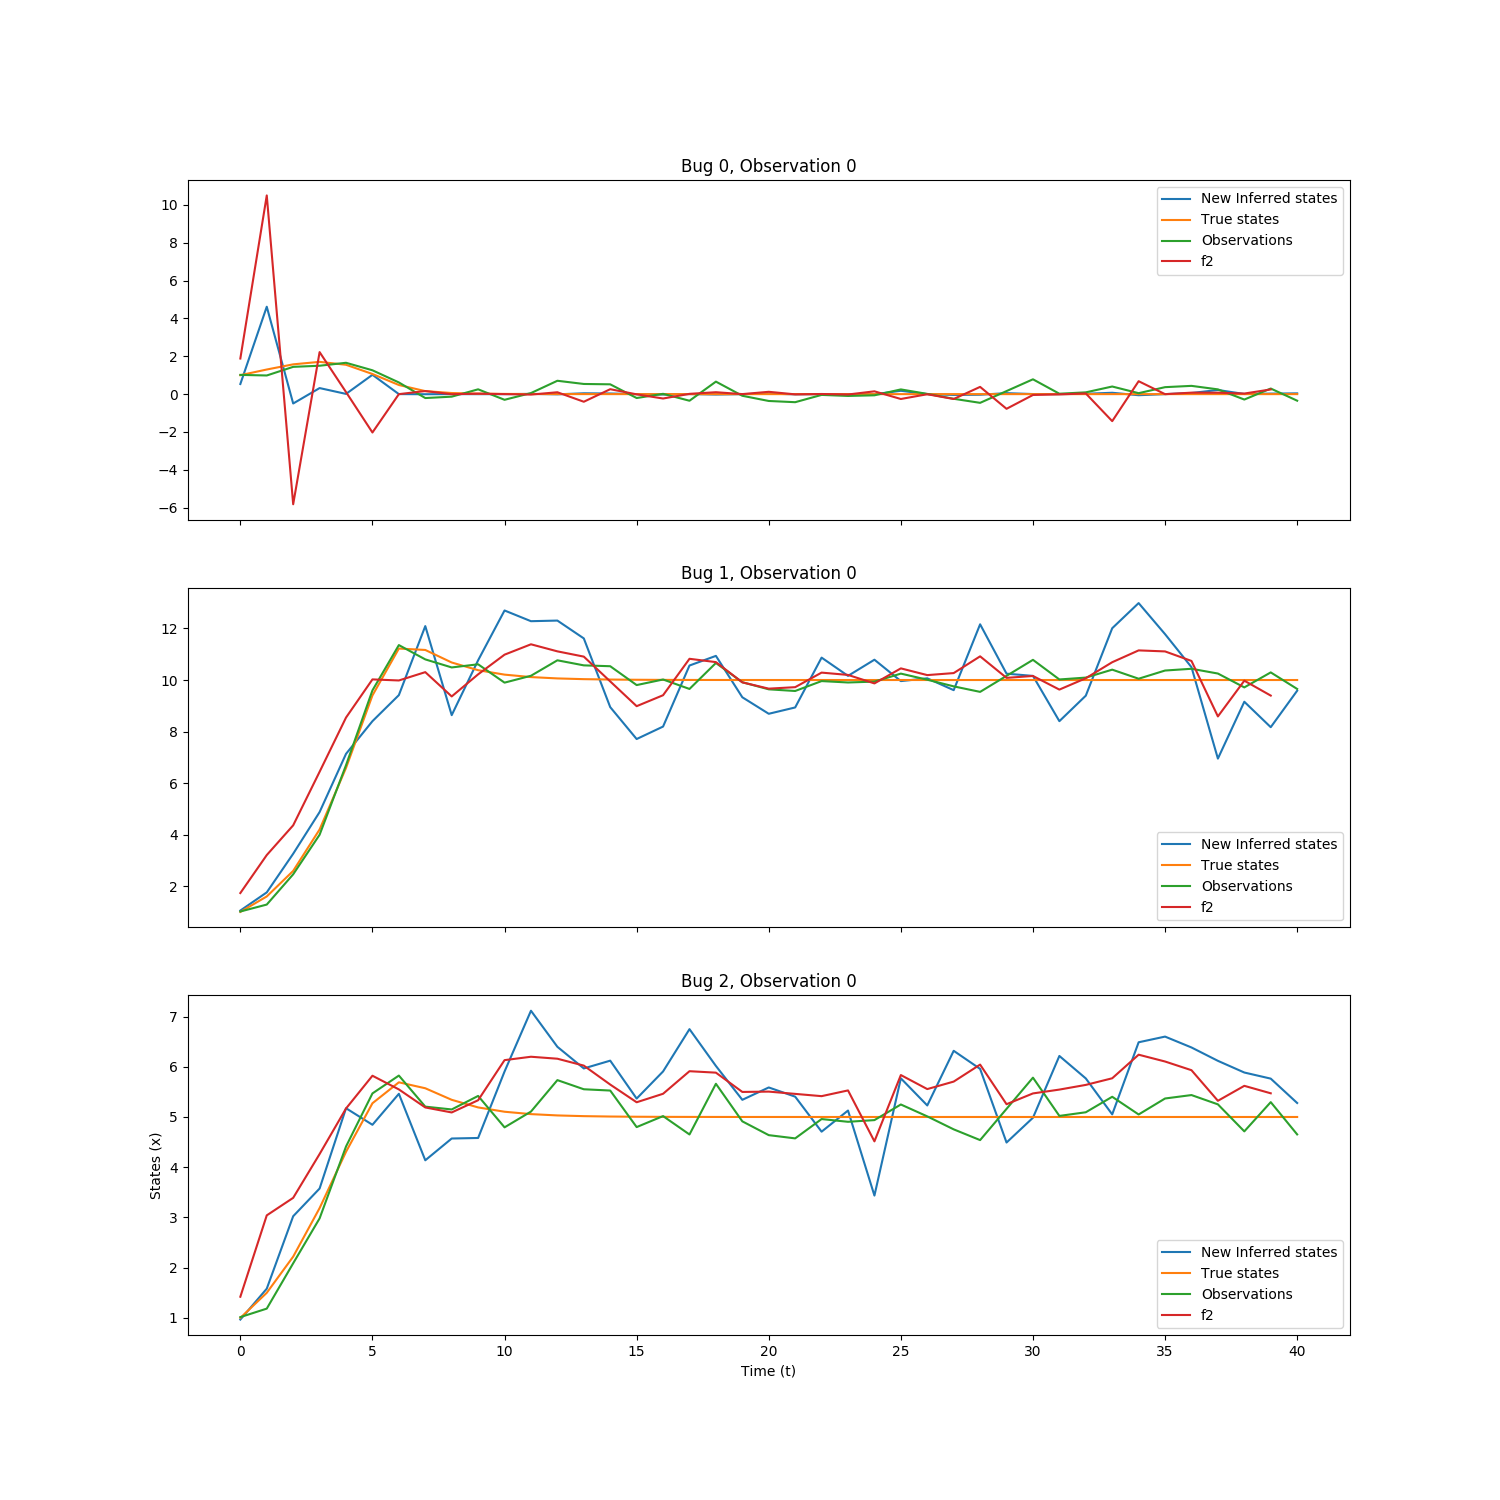 Bug 0, Observation 0
10
8
6
4
2
0
−2
−4
−6
New Inferred states
True states
Observations
f2
Bug 1, Observation 0
12
10
8
6
4
2
New Inferred states
True states
Observations
f2
Bug 2, Observation 0
States (x)
7
6
5
4
3
2
1
New Inferred states
True states
Observations
f2
0 5 10 15 20 25 30 35 40
Time (t)